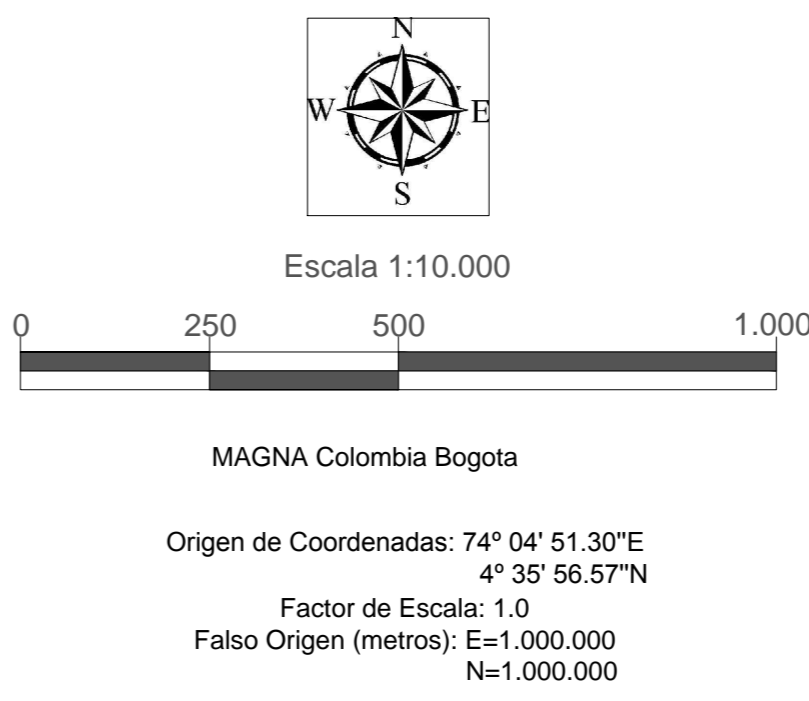 N
W E
S
Escala 1:10.000
0 250 500 1.000
MAGNA Colombia Bogota
Origen de Coordenadas: 74º 04' 51.30"E
4º 35' 56.57"N
Factor de Escala: 1.0
Falso Origen (metros): E=1.000.000
N=1.000.000